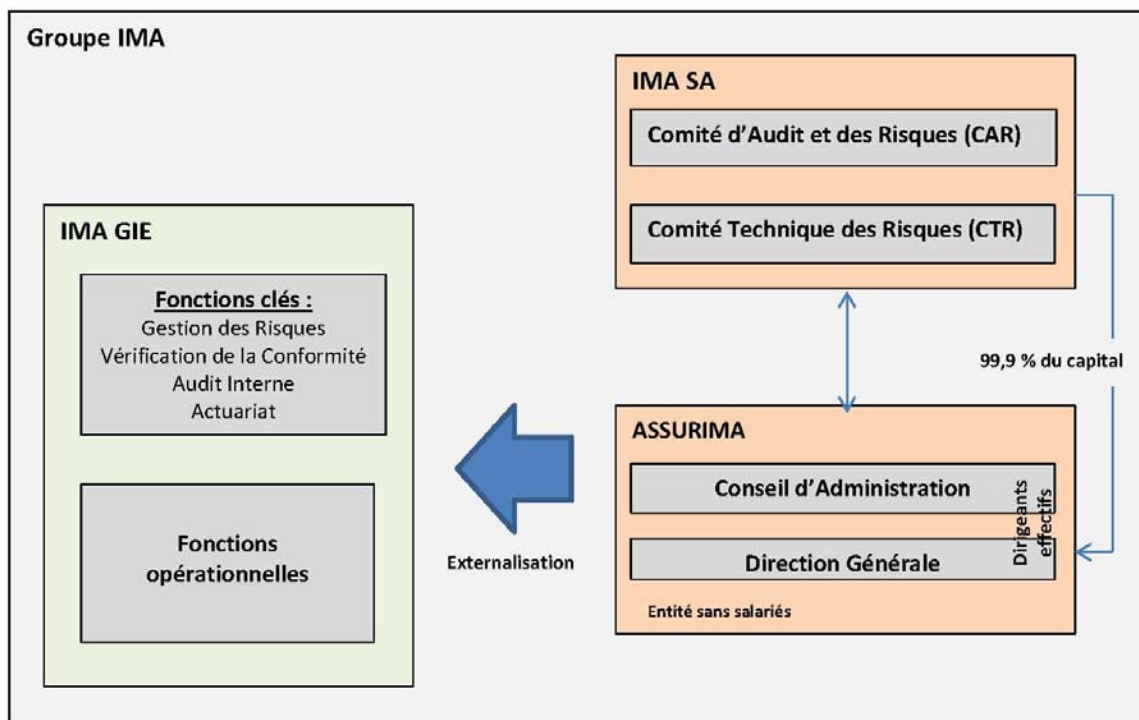 Groupe IMA
IMA SA
Comité d'Audit et des Risques (CAR)
Comité Technique des Risques (CTR)
IMA GIE
Fonctions clés :
Gestion des Risques
Vérification de la Conformité
Audit Interne
Actuariat
Fonctions
opérationnelles
Externalisation
99,9 % du capital
ASSURIMA
Conseil d'Administration
Direction Générale
Dirigeants
effectifs
Entité sans salariés